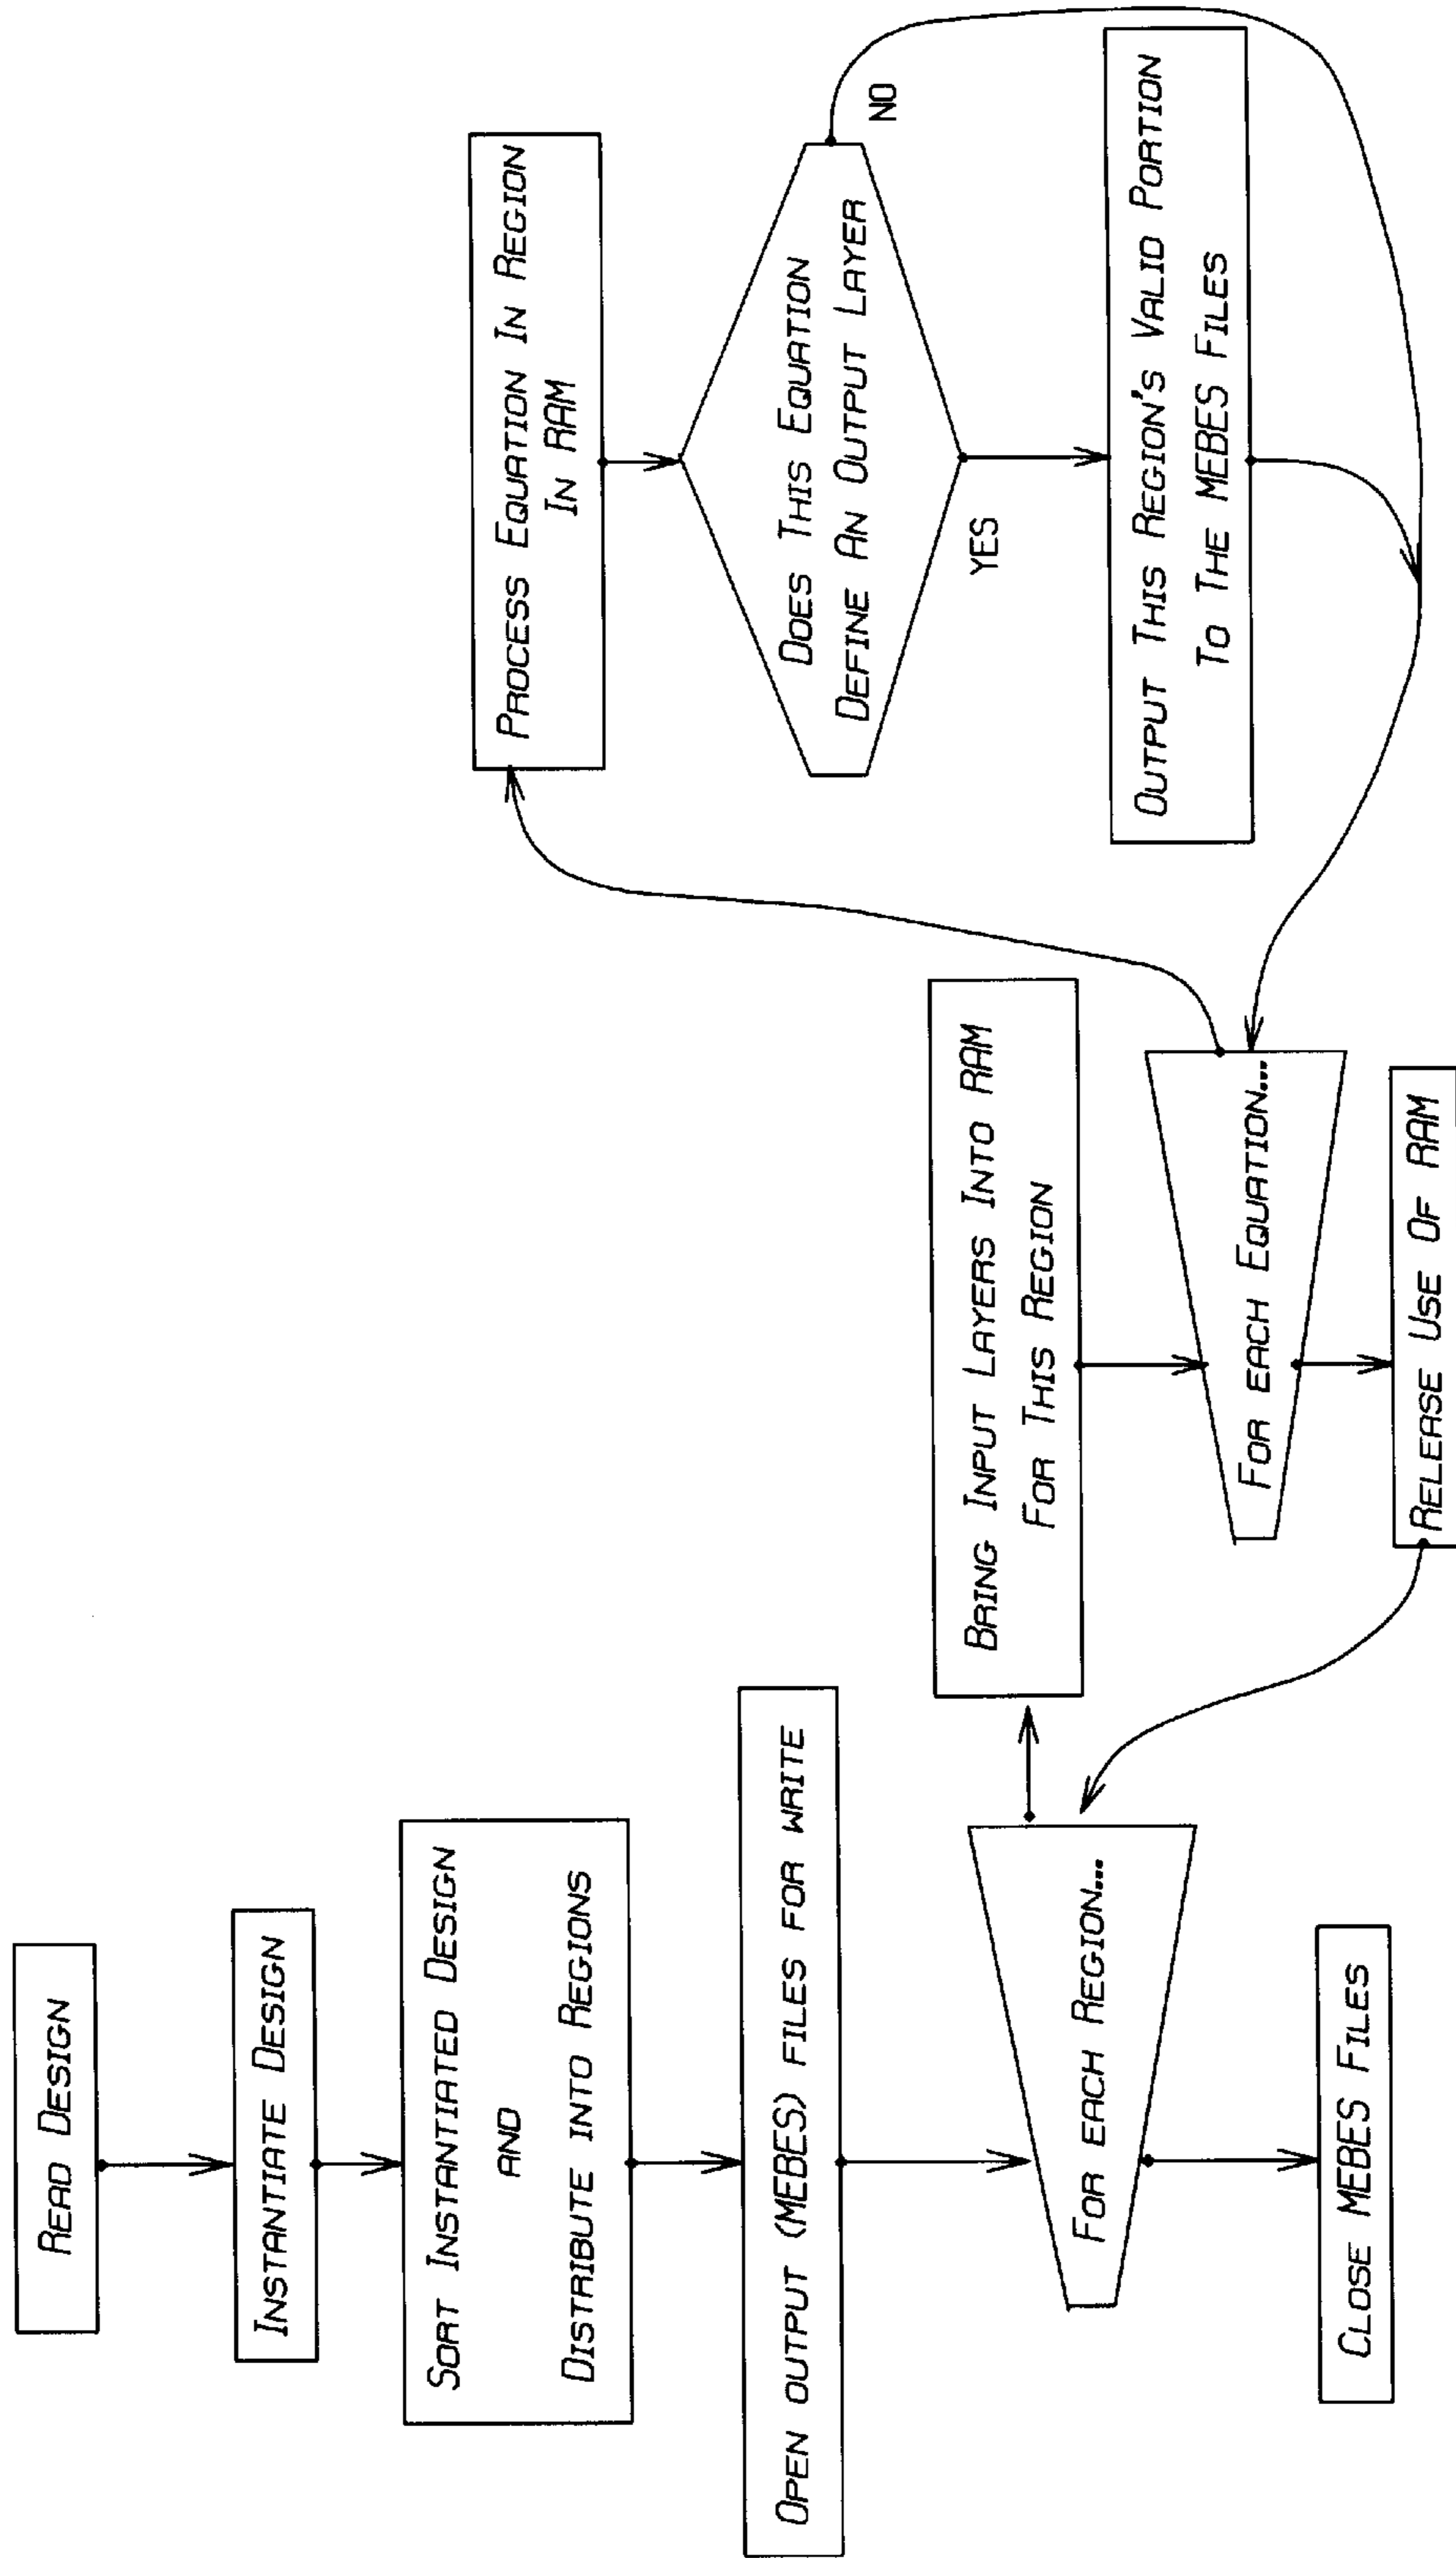 READ DESIGN
INSTANTIATE DESIGN
SORT INSTANTIATED DESIGN
AND
DISTRIBUTE INTO REGIONS
OPEN OUTPUT (MEBES) FILES FOR WRITE
FOR EACH REGION...
CLOSE MEBES FILES
BRING INPUT LAYERS INTO RAM
FOR THIS REGION
FOR EACH EQUATION...
RELEASE USE OF RAM
PROCESS EQUATION IN REGION
IN RAM
DOES THIS EQUATION
DEFINE AN OUTPUT LAYER
NO
YES
OUTPUT THIS REGION'S VALID PORTION
TO THE MEBES FILES